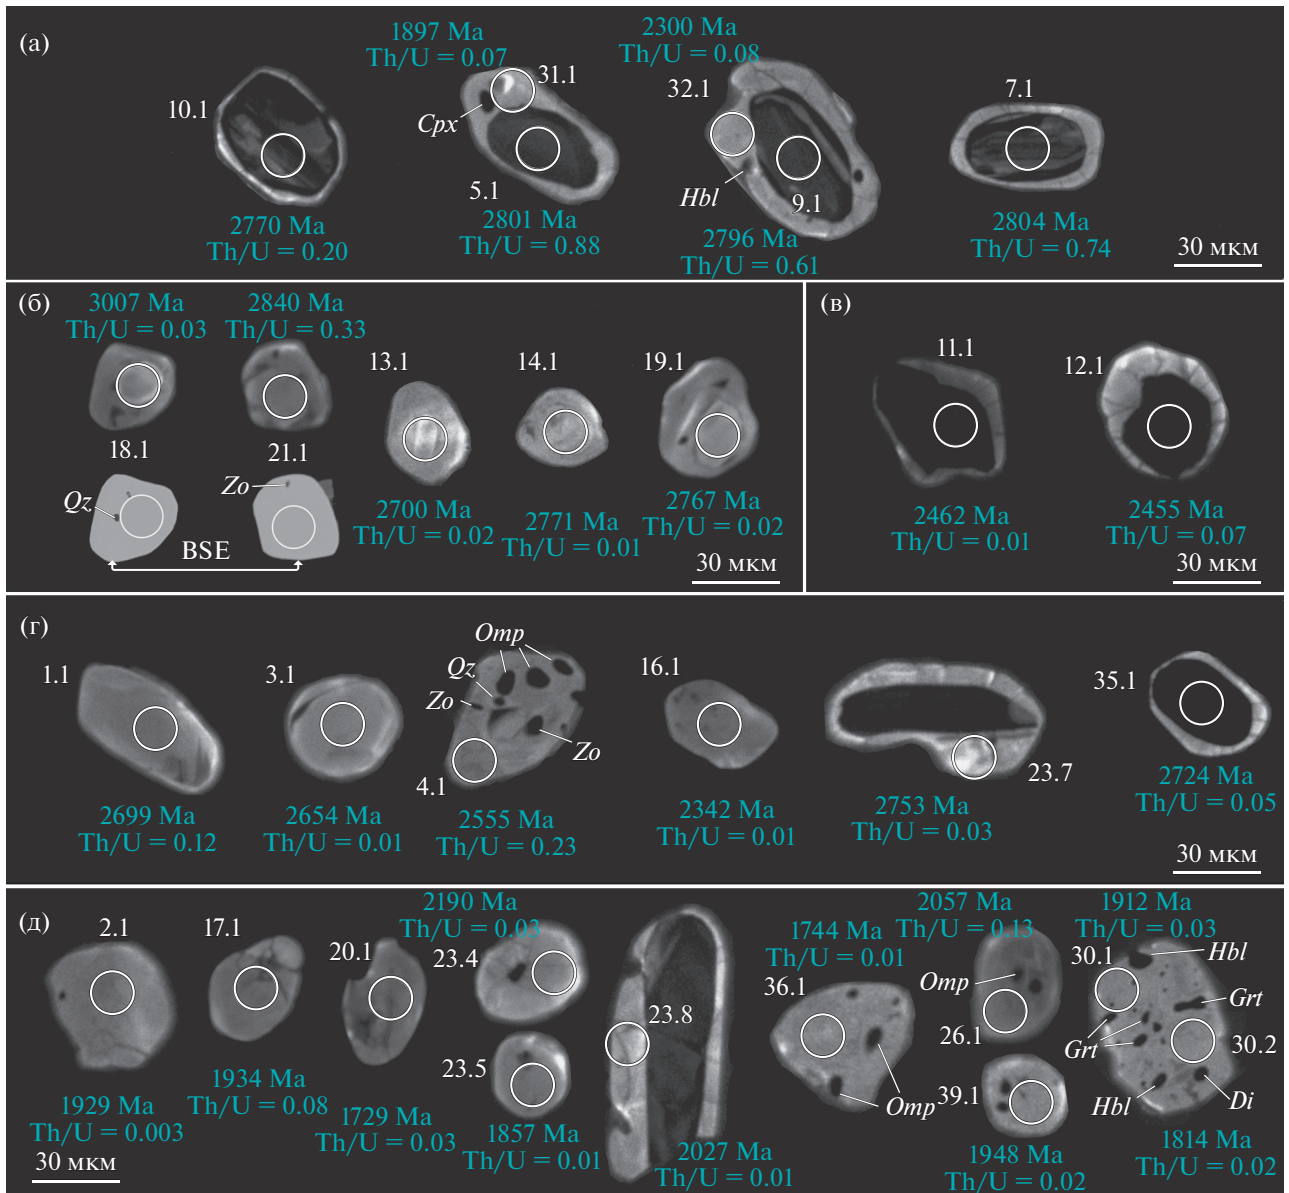 (а)
1897 Ma
Th/U = 0.07
2300 Ma
Th/U = 0.08
10.1
31.1
32.1
7.1
Cpx
Hbl
5.1
9.1
2770 Ma
Th/U = 0.20
2801 Ma
Th/U = 0.88
2796 Ma
Th/U = 0.61
2804 Ma
Th/U = 0.74
30 мкм
(б)
3007 Ma
Th/U = 0.03
2840 Ma
Th/U = 0.33
13.1
14.1
19.1
18.1
21.1
Qz
Zo
BSE
2700 Ma
Th/U = 0.02
2771 Ma
Th/U = 0.01
2767 Ma
Th/U = 0.02
30 мкм
(в)
11.1
12.1
2462 Ma
Th/U = 0.01
2455 Ma
Th/U = 0.07
30 мкм
(г)
1.1
3.1
Omp
Qz
Zo
Zo
4.1
16.1
23.7
35.1
2699 Ma
Th/U = 0.12
2654 Ma
Th/U = 0.01
2555 Ma
Th/U = 0.23
2342 Ma
Th/U = 0.01
2753 Ma
Th/U = 0.03
2724 Ma
Th/U = 0.05
30 мкм
(д)
2.1
17.1
20.1
2190 Ma
Th/U = 0.03
23.4
23.5
23.8
1744 Ma
Th/U = 0.01
36.1
Omp
2057 Ma
Th/U = 0.13
Omp
26.1
39.1
1912 Ma
Th/U = 0.03
30.1
Hbl
Grt
Grt
30.2
Hbl
Di
1929 Ma
Th/U = 0.003
1934 Ma
Th/U = 0.08
1729 Ma
Th/U = 0.03
1857 Ma
Th/U = 0.01
2027 Ma
Th/U = 0.01
1948 Ma
Th/U = 0.02
1814 Ma
Th/U = 0.02
30 мкм